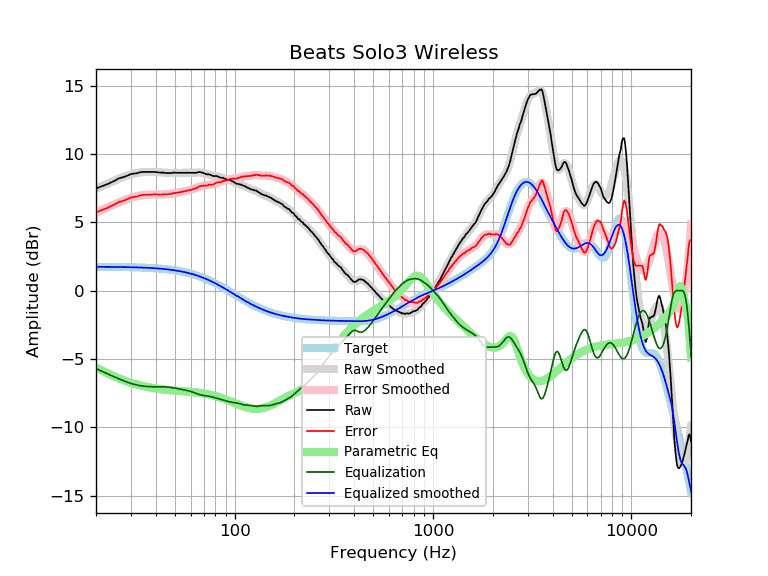 Beats Solo3 Wireless
Amplitude (dBr)
15
10
5
0
−5
−10
−15
Target
Raw Smoothed
Error Smoothed
Raw
Error
Parametric Eq
Equalization
Equalized smoothed
100
1000
10000
Frequency (Hz)